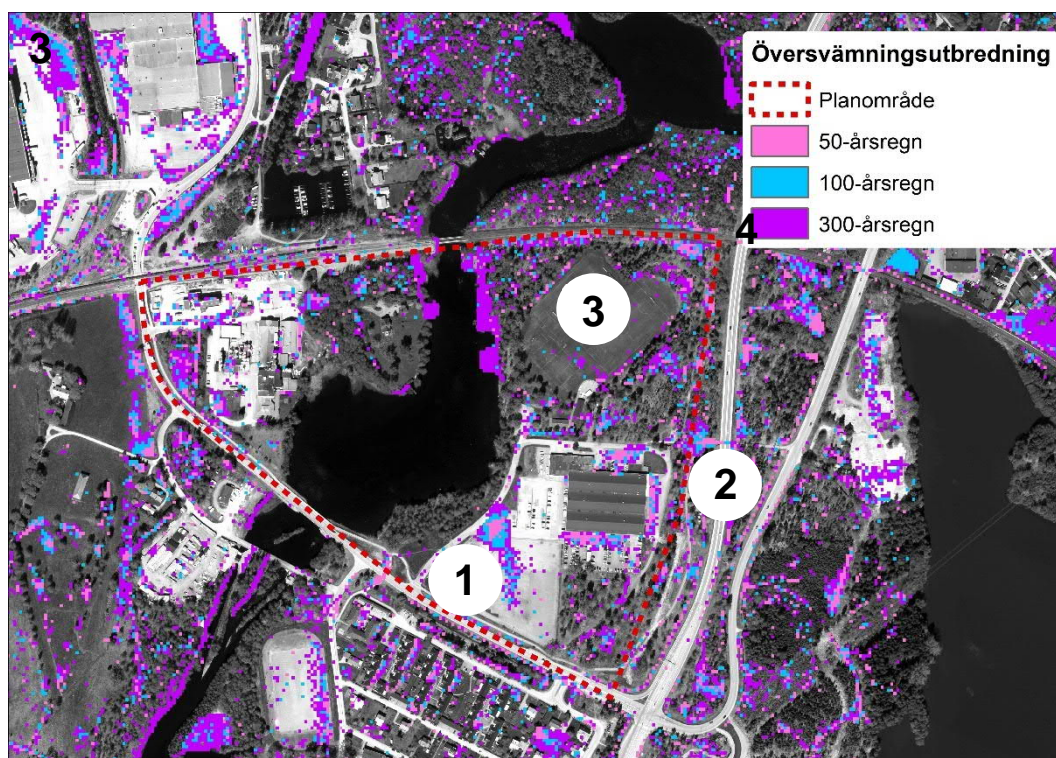 3
Översvämningsutbredning
Planområde
50-årsregn
100-årsregn
300-årsregn
4
3
2
1